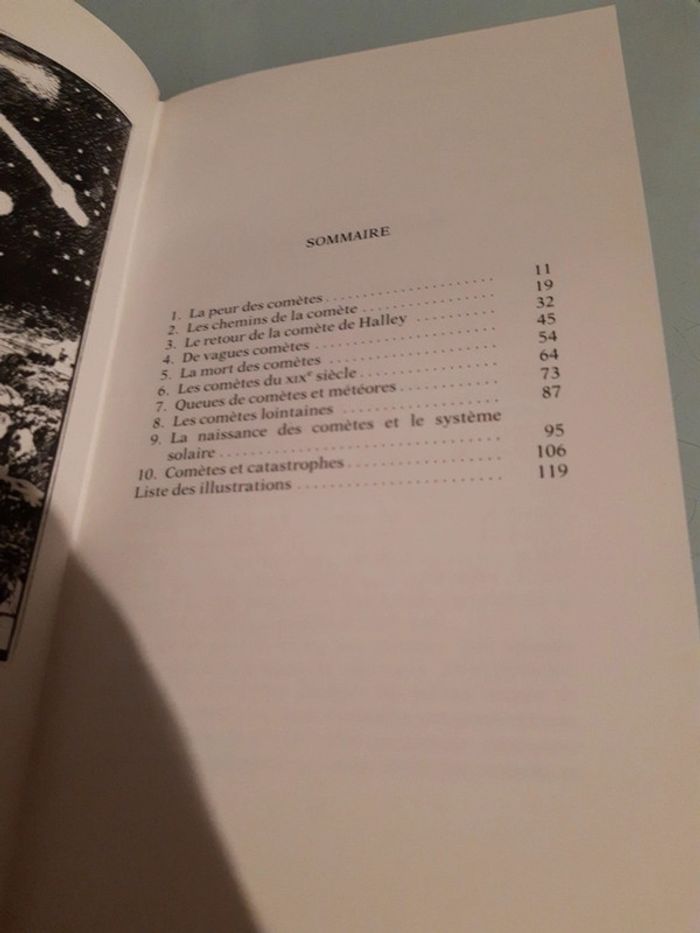 SOMMAIRE
1. La peur des comètes . . . . . . . . . . . . . . . . . . . . . . . . 11
2. Les chemins de la comète . . . . . . . . . . . . . . . . . . . 19
3. Le retour de la comète de Halley . . . . . . . . . . . 32
4. De vagues comètes . . . . . . . . . . . . . . . . . . . . . . . . . 45
5. La mort des comètes . . . . . . . . . . . . . . . . . . . . . . . 54
6. Les comètes du XIXe siècle . . . . . . . . . . . . . . . . . . . 64
7. Queues de comètes et météores . . . . . . . . . . . . . 73
8. Les comètes lointaines . . . . . . . . . . . . . . . . . . . . . 87
9. La naissance des comètes et le système
solaire . . . . . . . . . . . . . . . . . . . . . . . . . . . . . . . . . . . 95
10. Comètes et catastrophes . . . . . . . . . . . . . . . . . . . . 106
Liste des illustrations . . . . . . . . . . . . . . . . . . . . . . . . . . 119